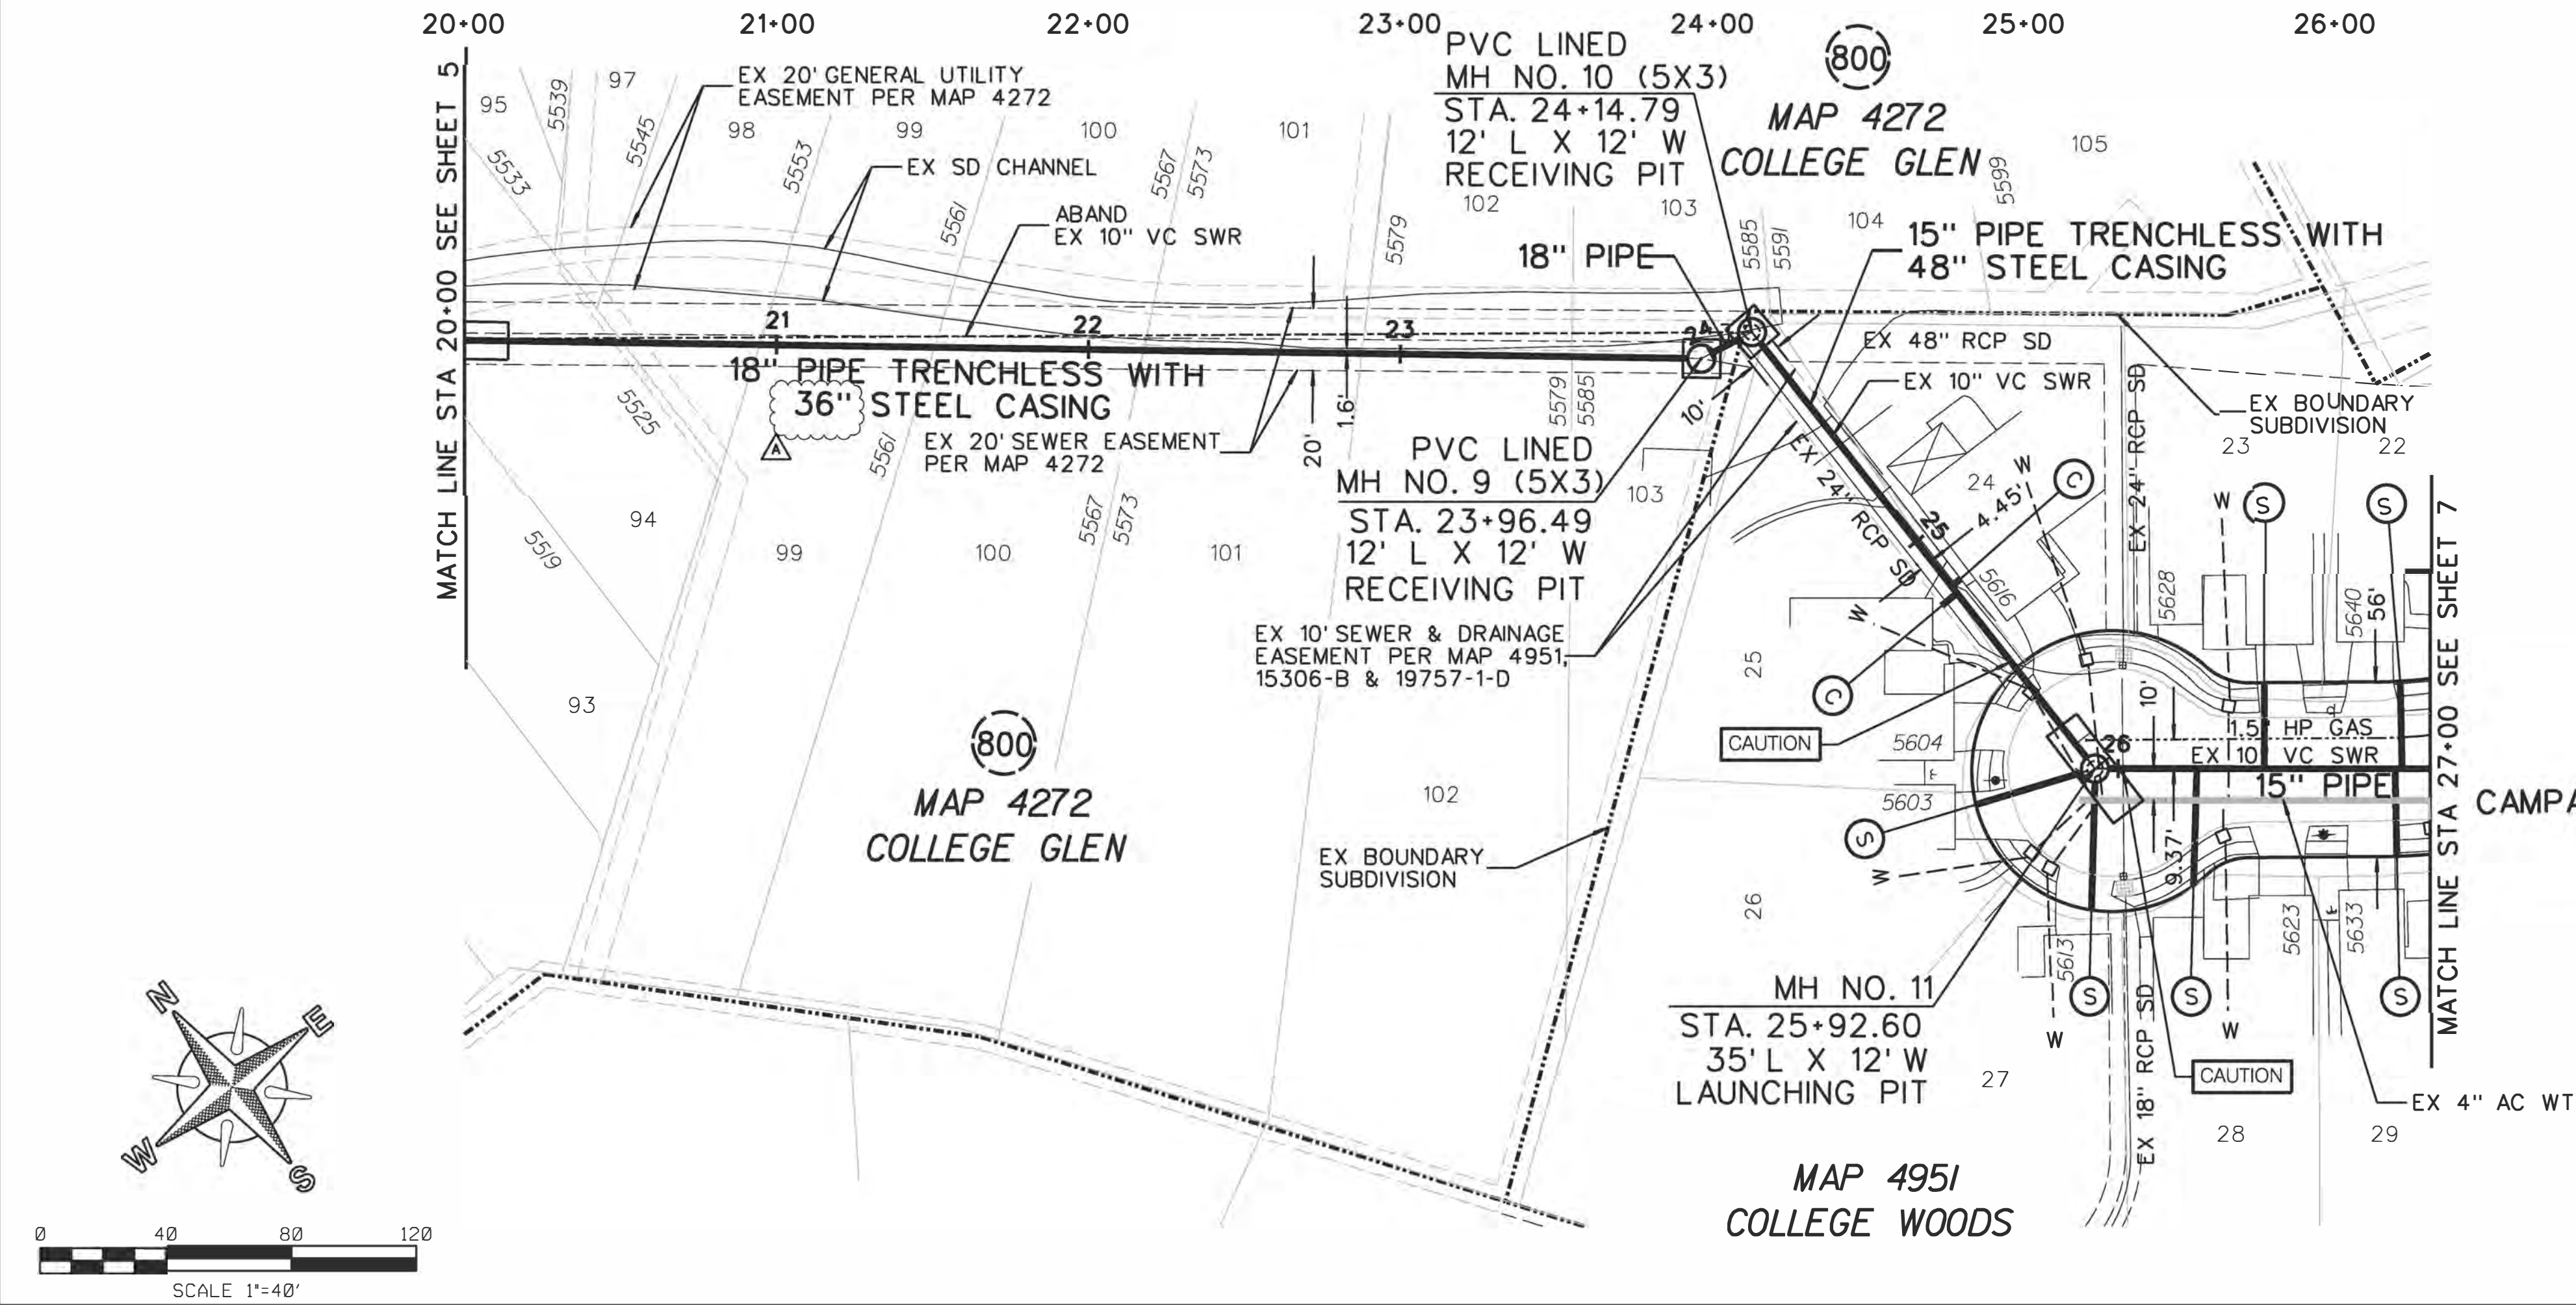 20+00
21+00
22+00
23+00
24+00
25+00
26+00
MATCH LINE STA 20+00 SEE SHEET 5
95
5539
97
5545
5533
EX 20' GENERAL UTILITY
EASEMENT PER MAP 4272
98
5553
99
100
101
5567
5573
5561
EX SD CHANNEL
ABAND
EX 10" VC SWR
5579
PVC LINED
MH NO. 10 (5X3)
STA. 24+14.79
12' L X 12' W
RECEIVING PIT
102
103
800
MAP 4272
COLLEGE GLEN
105
5599
104
5585
5591
18" PIPE
15" PIPE TRENCHLESS WITH
48" STEEL CASING
21
22
23
24
18" PIPE TRENCHLESS WITH
36" STEEL CASING
A
EX 20' SEWER EASEMENT
PER MAP 4272
20'
1.6'
10'
5579
5585
EX 48" RCP SD
EX 10" VC SWR
EX 24" RCP SD
EX BOUNDARY
SUBDIVISION
23
22
5525
5561
5567
5573
94
5519
99
100
101
93
PVC LINED
MH NO. 9 (5X3)
STA. 23+96.49
12' L X 12' W
RECEIVING PIT
103
EX 10' SEWER & DRAINAGE
EASEMENT PER MAP 4951,
15306-B & 19757-1-D
EX 24" RCP SD
24
W
4.45'
C
25
W
S
S
5616
5628
5640
56'
W
25
C
CAUTION
5604
5603
10'
1.5" HP GAS
26
EX 10" VC SWR
15" PIPE
MATCH LINE STA 27+00 SEE SHEET 7
CAMPA
S
W
9.37'
800
MAP 4272
COLLEGE GLEN
102
EX BOUNDARY
SUBDIVISION
26
5613
5623
5633
MH NO. 11
STA. 25+92.60
35' L X 12' W
LAUNCHING PIT
S
S
S
W
W
27
EX 18" RCP SD
CAUTION
EX 4" AC WT
28
29
MAP 4951
COLLEGE WOODS
N
E
W
S
0
40
80
120
SCALE 1"=40'